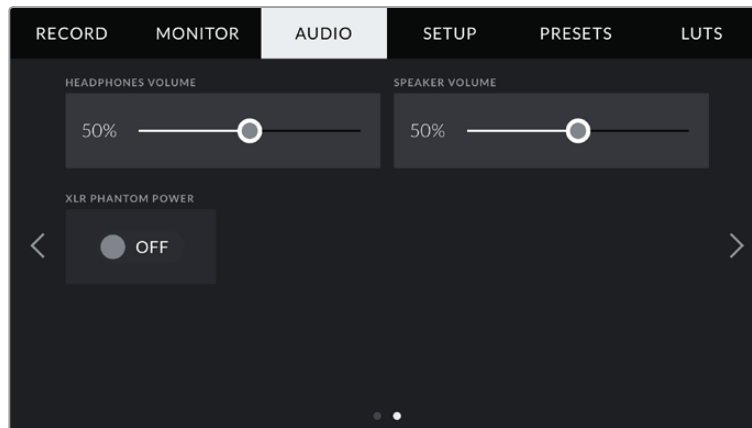 RECORD MONITOR AUDIO SETUP PRESETS LUTS
HEADPHONES VOLUME SPEAKER VOLUME
50% 50%
XLR PHANTOM POWER
OFF